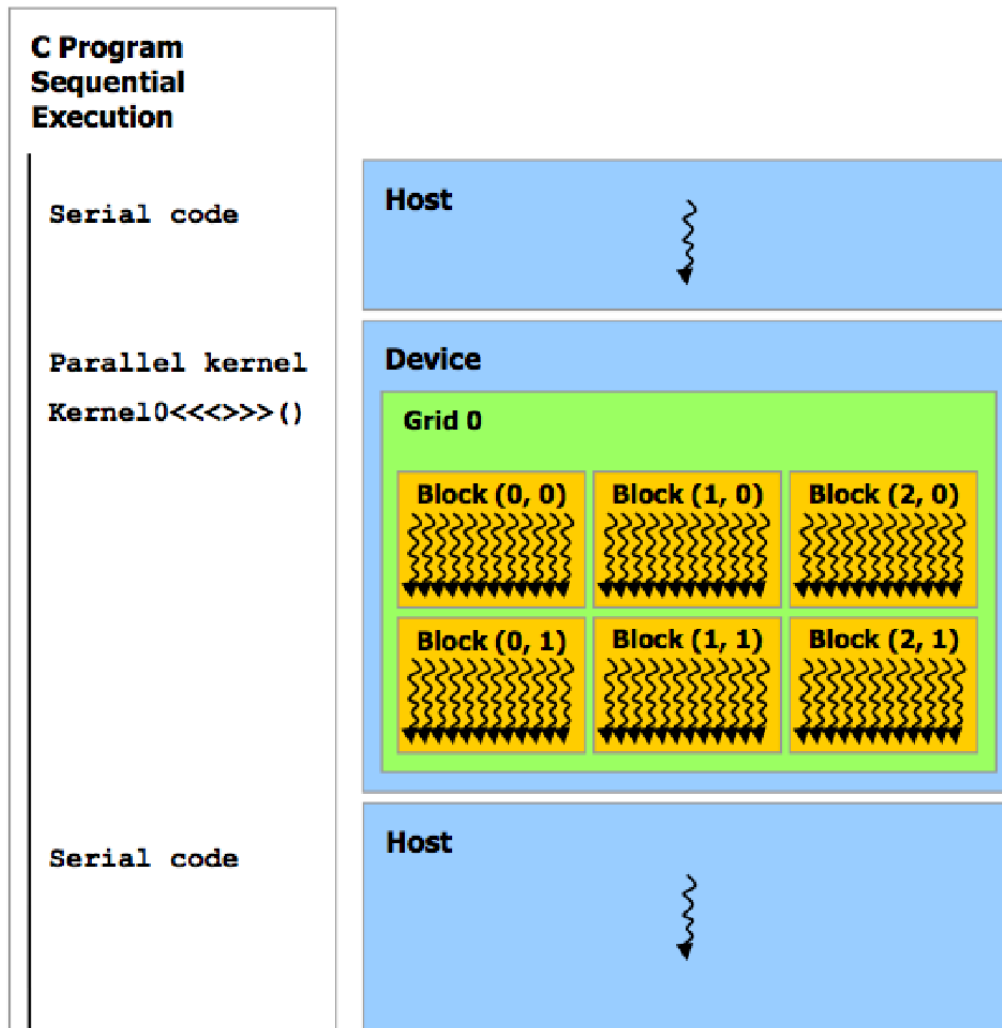 C Program
Sequential
Execution
Serial code
Host
Parallel kernel
Device
Kernel0<<<>>>()
Grid 0
Block (0, 0)
Block (1, 0)
Block (2, 0)
Block (0, 1)
Block (1, 1)
Block (2, 1)
Serial code
Host